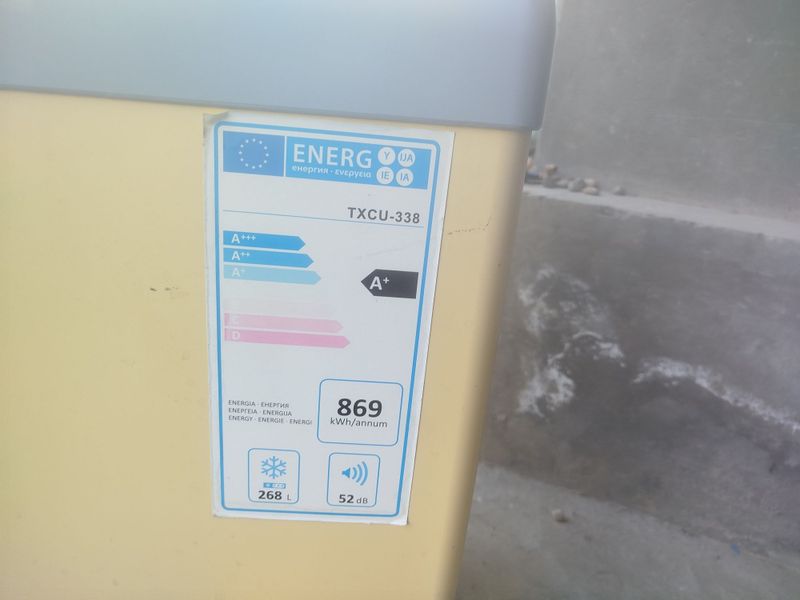 ENERG Y IJA
енергия · ενεργεια IE IA
TXCU-338
A+++
A++
A+
A+
C
D
ENERGIA · ЕНЕРГИЯ
ΕΝΕΡΓΕΙΑ · ENERGIJA
ENERGY · ENERGIE · ENERGI
869
kWh/annum
268 L
52 dB